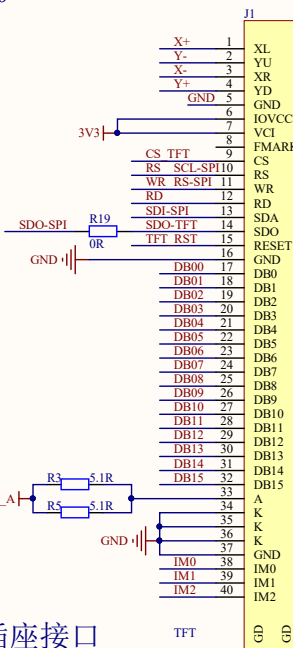 J1
X+ 1 XL
Y- 2 YU
X- 3 XR
Y+ 4 YD
GND 5 GND
6 IOVCC
3V3 7 VCI
8 FMARK
CS_TFT 9 CS
RS SCL-SPI 10 RS
WR RS-SPI 11 WR
RD 12 RD
SDI-SPI 13 SDA
SDO-SPI R19 SDO-TFT 14 SDO
0R TFT_RST 15 RESET
GND 16 GND
DB00 17 DB0
DB01 18 DB1
DB02 19 DB2
DB03 20 DB3
DB04 21 DB4
DB05 22 DB5
DB06 23 DB6
DB07 24 DB7
DB08 25 DB8
DB09 26 DB9
DB10 27 DB10
DB11 28 DB11
DB12 29 DB12
DB13 30 DB13
DB14 31 DB14
DB15 32 DB15
R3 5.1R 33 A
_A 34 K
R5 5.1R 35 K
GND 36 K
37 GND
IM0 38 IM0
IM1 39 IM1
IM2 40 IM2
插座接口 TFT GD GD